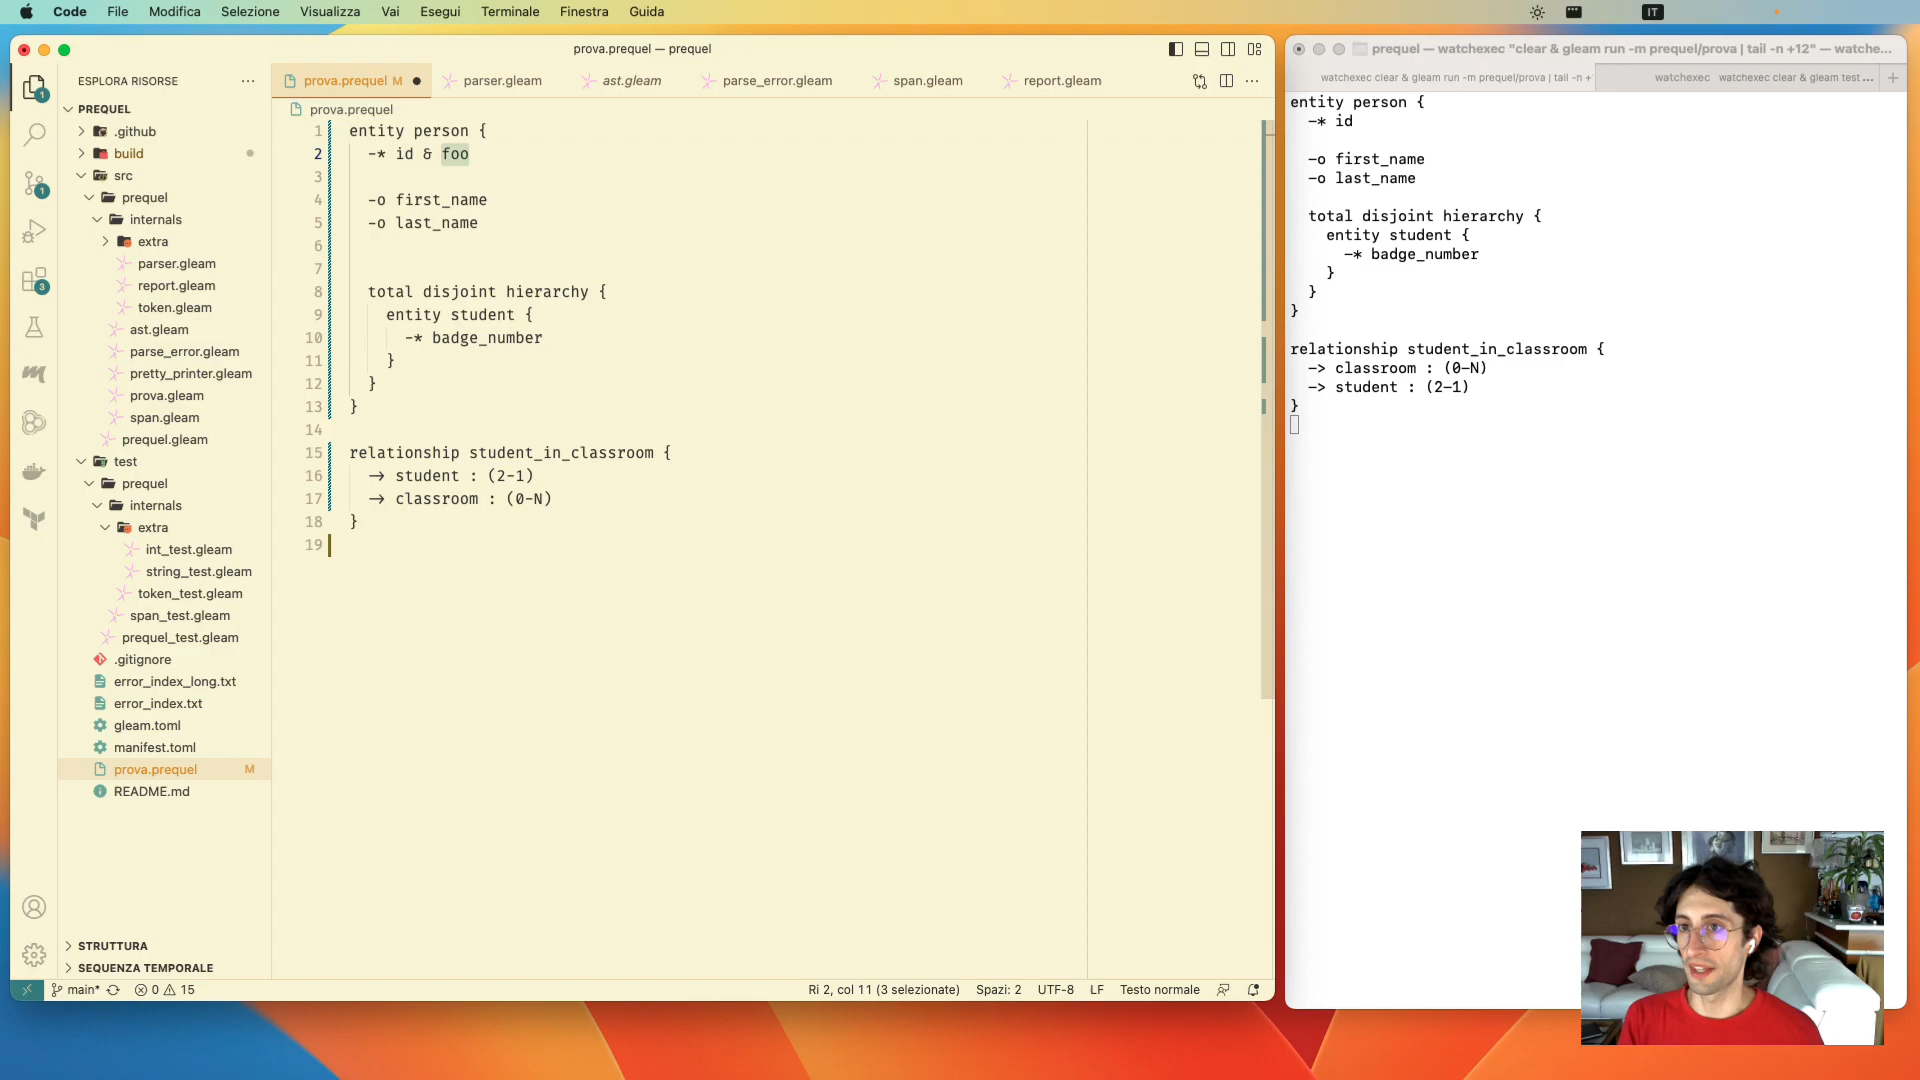 Code File Modifica Selezione Visualizza Vai Esegui Terminale Finestra Guida IT
prova.prequel — prequel
ESPLORA RISORSE
PREQUEL
.github
build
src
prequel
internals
extra
parser.gleam
report.gleam
token.gleam
ast.gleam
parse_error.gleam
pretty_printer.gleam
prova.gleam
span.gleam
prequel.gleam
test
prequel
internals
extra
int_test.gleam
string_test.gleam
token_test.gleam
span_test.gleam
prequel_test.gleam
.gitignore
error_index_long.txt
error_index.txt
gleam.toml
manifest.toml
prova.prequel M
README.md
STRUTTURA
SEQUENZA TEMPORALE
1
1
3
prova.prequel M parser.gleam ast.gleam parse_error.gleam span.gleam report.gleam
prova.prequel
1 entity person {
2 -* id & foo
3
4 -o first_name
5 -o last_name
6
7
8 total disjoint hierarchy {
9 entity student {
10 -* badge_number
11 }
12 }
13 }
14
15 relationship student_in_classroom {
16 -> student : (2-1)
17 -> classroom : (0-N)
18 }
19
main* 0 15 Ri 2, col 11 (3 selezionate) Spazi: 2 UTF-8 LF Testo normale
prequel — watchexec "clear & gleam run -m prequel/prova | tail -n +12" — watche...
watchexec clear & gleam run -m prequel/prova | tail -n + watchexec watchexec clear & gleam test ...
entity person {
-* id
-o first_name
-o last_name
total disjoint hierarchy {
entity student {
-* badge_number
}
}
}
relationship student_in_classroom {
-> classroom : (0-N)
-> student : (2-1)
}